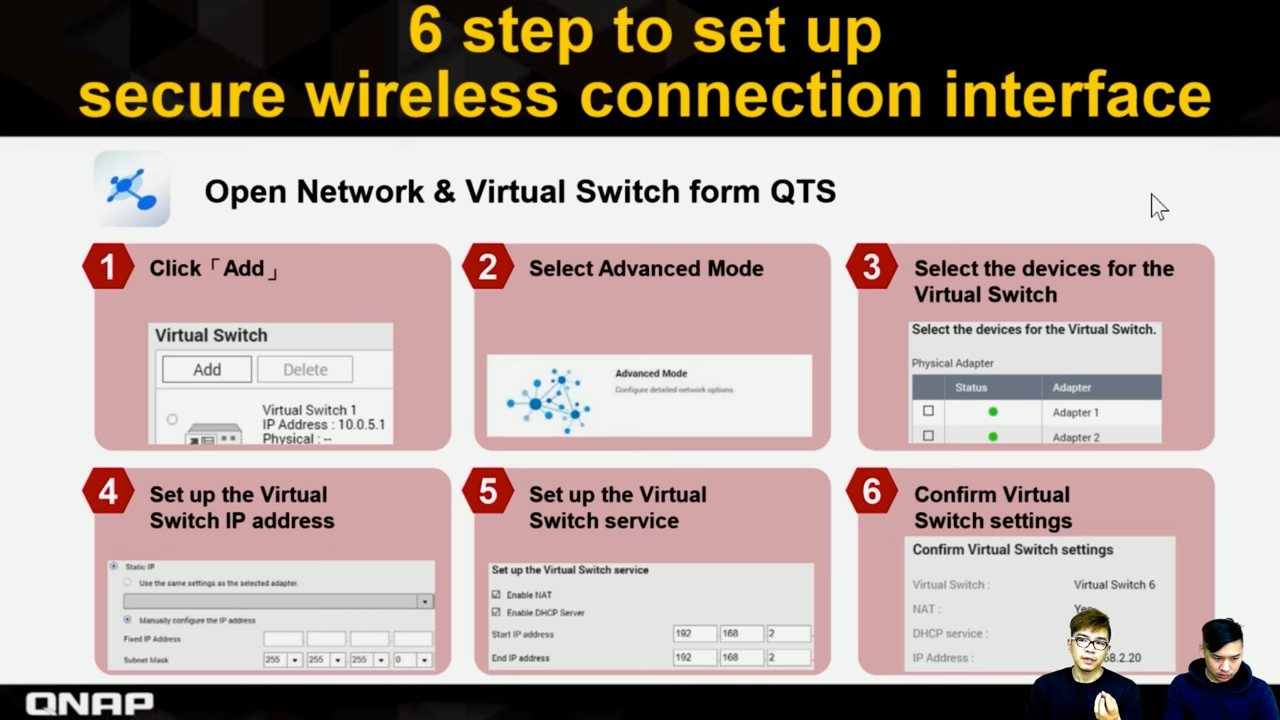 6 step to set up
secure wireless connection interface
Open Network & Virtual Switch form QTS
1
Click「Add」
Virtual Switch
Add
Delete
Virtual Switch 1
IP Address : 10.0.5.1
Physical : --
2
Select Advanced Mode
Advanced Mode
Configure detailed network options.
3
Select the devices for the
Virtual Switch
Select the devices for the Virtual Switch.
Physical Adapter
Status Adapter
Adapter 1
Adapter 2
4
Set up the Virtual
Switch IP address
Static IP
Use the same settings as the selected adapter.
Manually configure the IP address
Fixed IP Address
Subnet Mask 255 255 255 0
5
Set up the Virtual
Switch service
Set up the Virtual Switch service
Enable NAT
Enable DHCP Server
Start IP address 192 168 2
End IP address 192 168 2
6
Confirm Virtual
Switch settings
Confirm Virtual Switch settings
Virtual Switch : Virtual Switch 6
NAT :
DHCP service :
IP Address : 8.2.20
QNAP